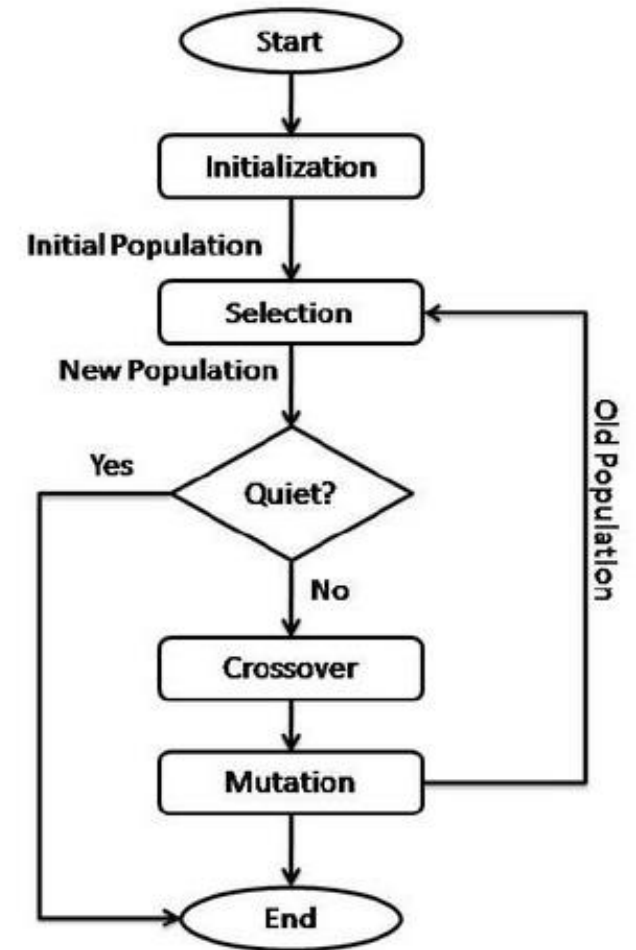 Start
Initialization
Initial Population
Selection
New Population
Yes
Quiet?
Old Population
No
Crossover
Mutation
End